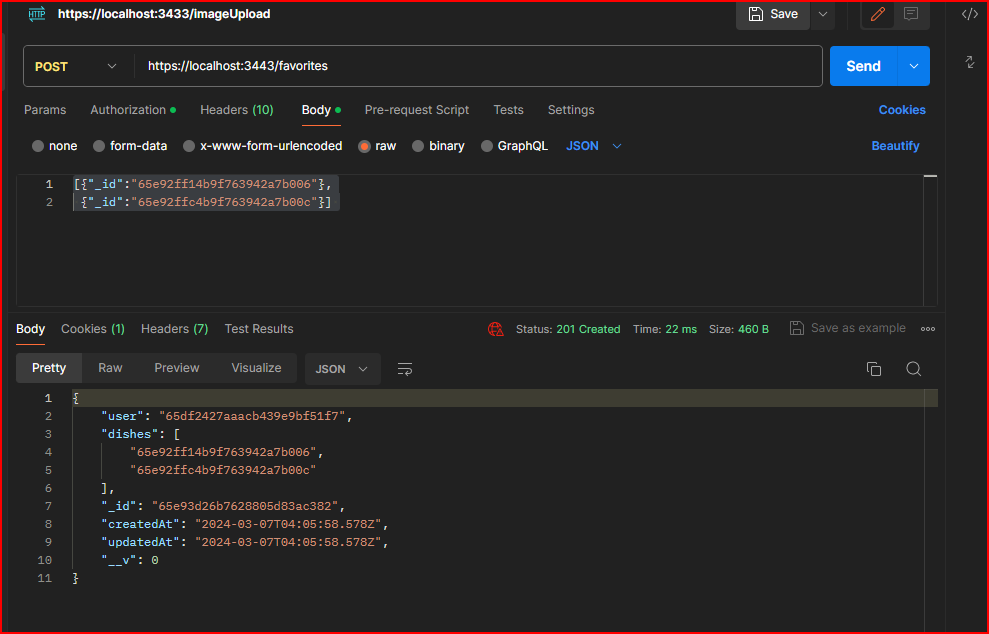 HTTP https://localhost:3433/imageUpload Save </>
POST https://localhost:3443/favorites Send
Params Authorization Headers (10) Body Pre-request Script Tests Settings Cookies
none form-data x-www-form-urlencoded raw binary GraphQL JSON Beautify
1 [{"_id":"65e92ff14b9f763942a7b006"},
2 {"_id":"65e92ffc4b9f763942a7b00c"}]
Body Cookies (1) Headers (7) Test Results Status: 201 Created Time: 22 ms Size: 460 B Save as example
Pretty Raw Preview Visualize JSON
1 {
2 "user": "65df2427aaacb439e9bf51f7",
3 "dishes": [
4 "65e92ff14b9f763942a7b006",
5 "65e92ffc4b9f763942a7b00c"
6 ],
7 "_id": "65e93d26b7628805d83ac382",
8 "createdAt": "2024-03-07T04:05:58.578Z",
9 "updatedAt": "2024-03-07T04:05:58.578Z",
10 "__v": 0
11 }